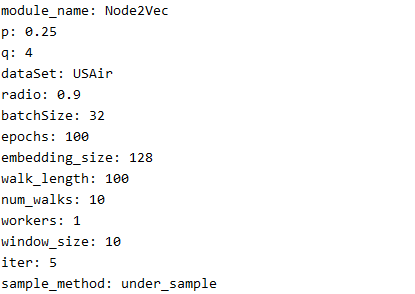 module_name: Node2Vec
p: 0.25
q: 4
dataSet: USAir
radio: 0.9
batchSize: 32
epochs: 100
embedding_size: 128
walk_length: 100
num_walks: 10
workers: 1
window_size: 10
iter: 5
sample_method: under_sample